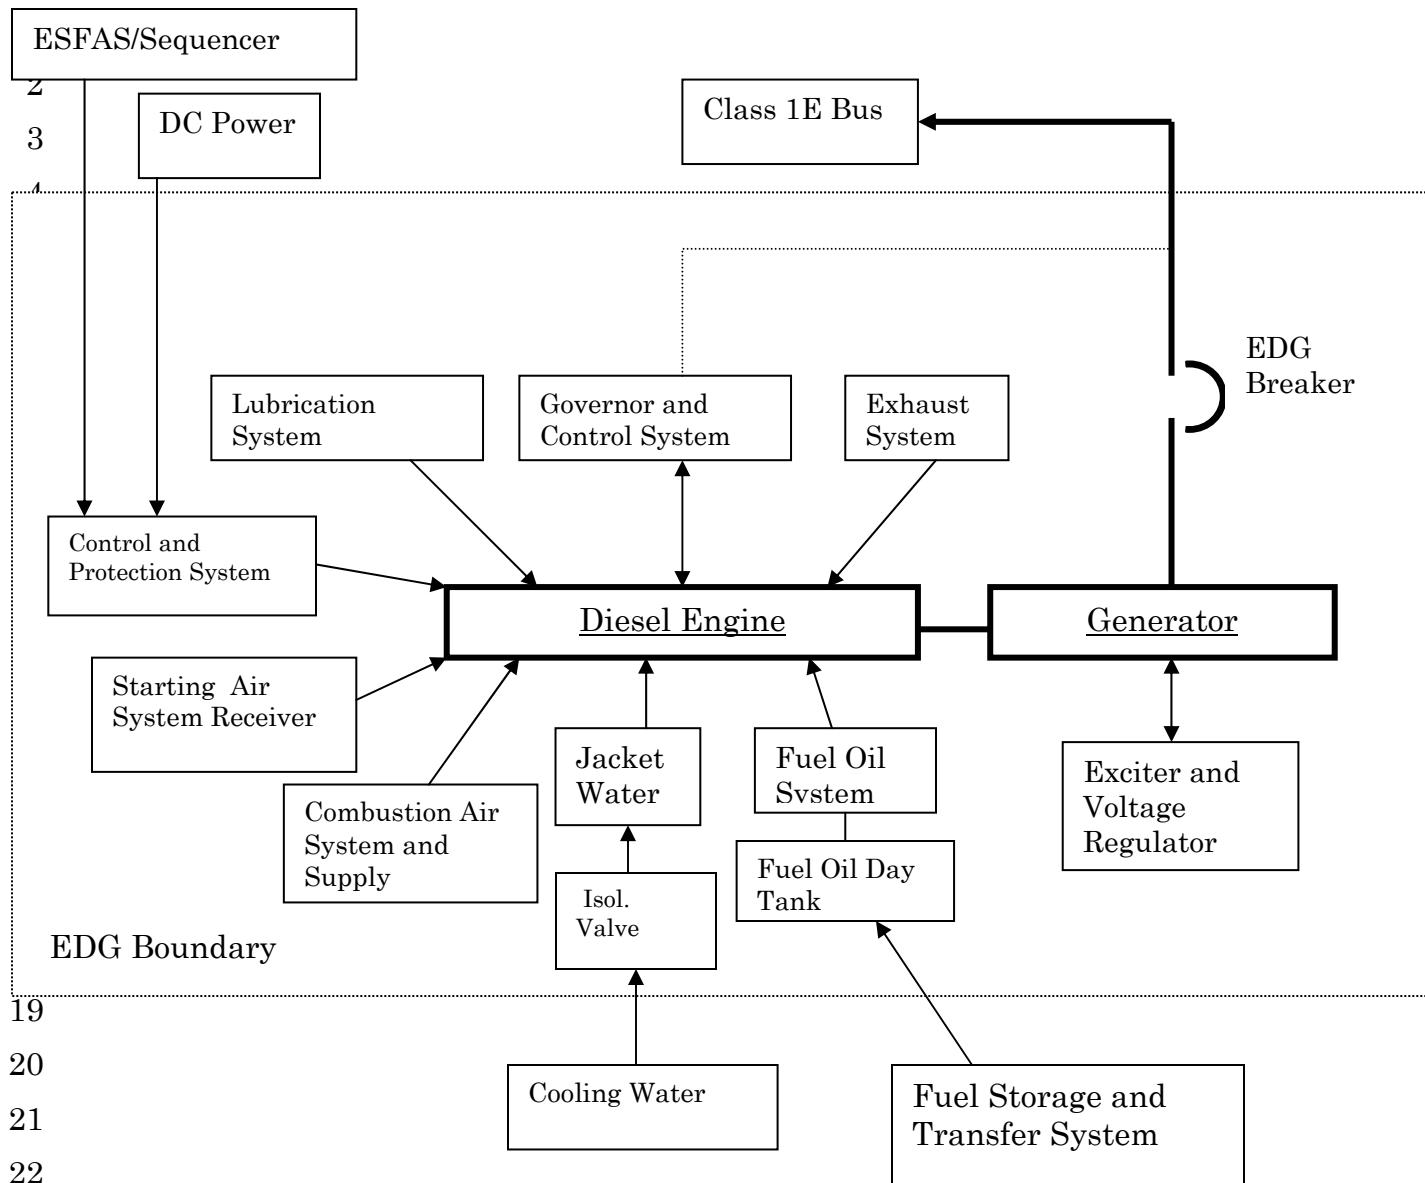 ESFAS/Sequencer
2
DC Power
3
Class 1E Bus
4
EDG
Breaker
Lubrication
System
Governor and
Control System
Exhaust
System
Control and
Protection System
Diesel Engine
Generator
Starting Air
System Receiver
Jacket
Water
Fuel Oil
System
Exciter and
Voltage
Regulator
Combustion Air
System and
Supply
Fuel Oil Day
Tank
Isol.
Valve
EDG Boundary
19
20
Cooling Water
Fuel Storage and
Transfer System
21
22